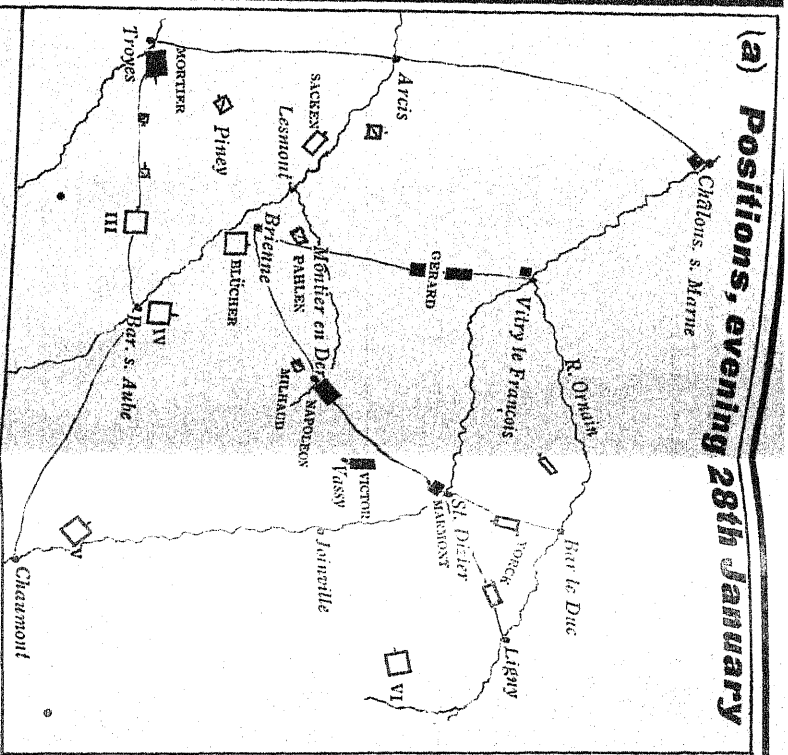 (a) Positions, evening 28th January
Châlons. s. Marne
Arcis
Vitry le François
R. Ornain
Bar le Duc
Ligny
SACKEN
Lesmont
GERARD
St. Dizier
YORCK
MARMONT
VI
MORTIER
Troyes
Piney
Brienne
BLÜCHER
Montier en Der
PAHLEN
NAPOLEON
MILHAUD
VICTOR
Vassy
Joinville
III
IV
Bar. s. Aube
V
Chaumont